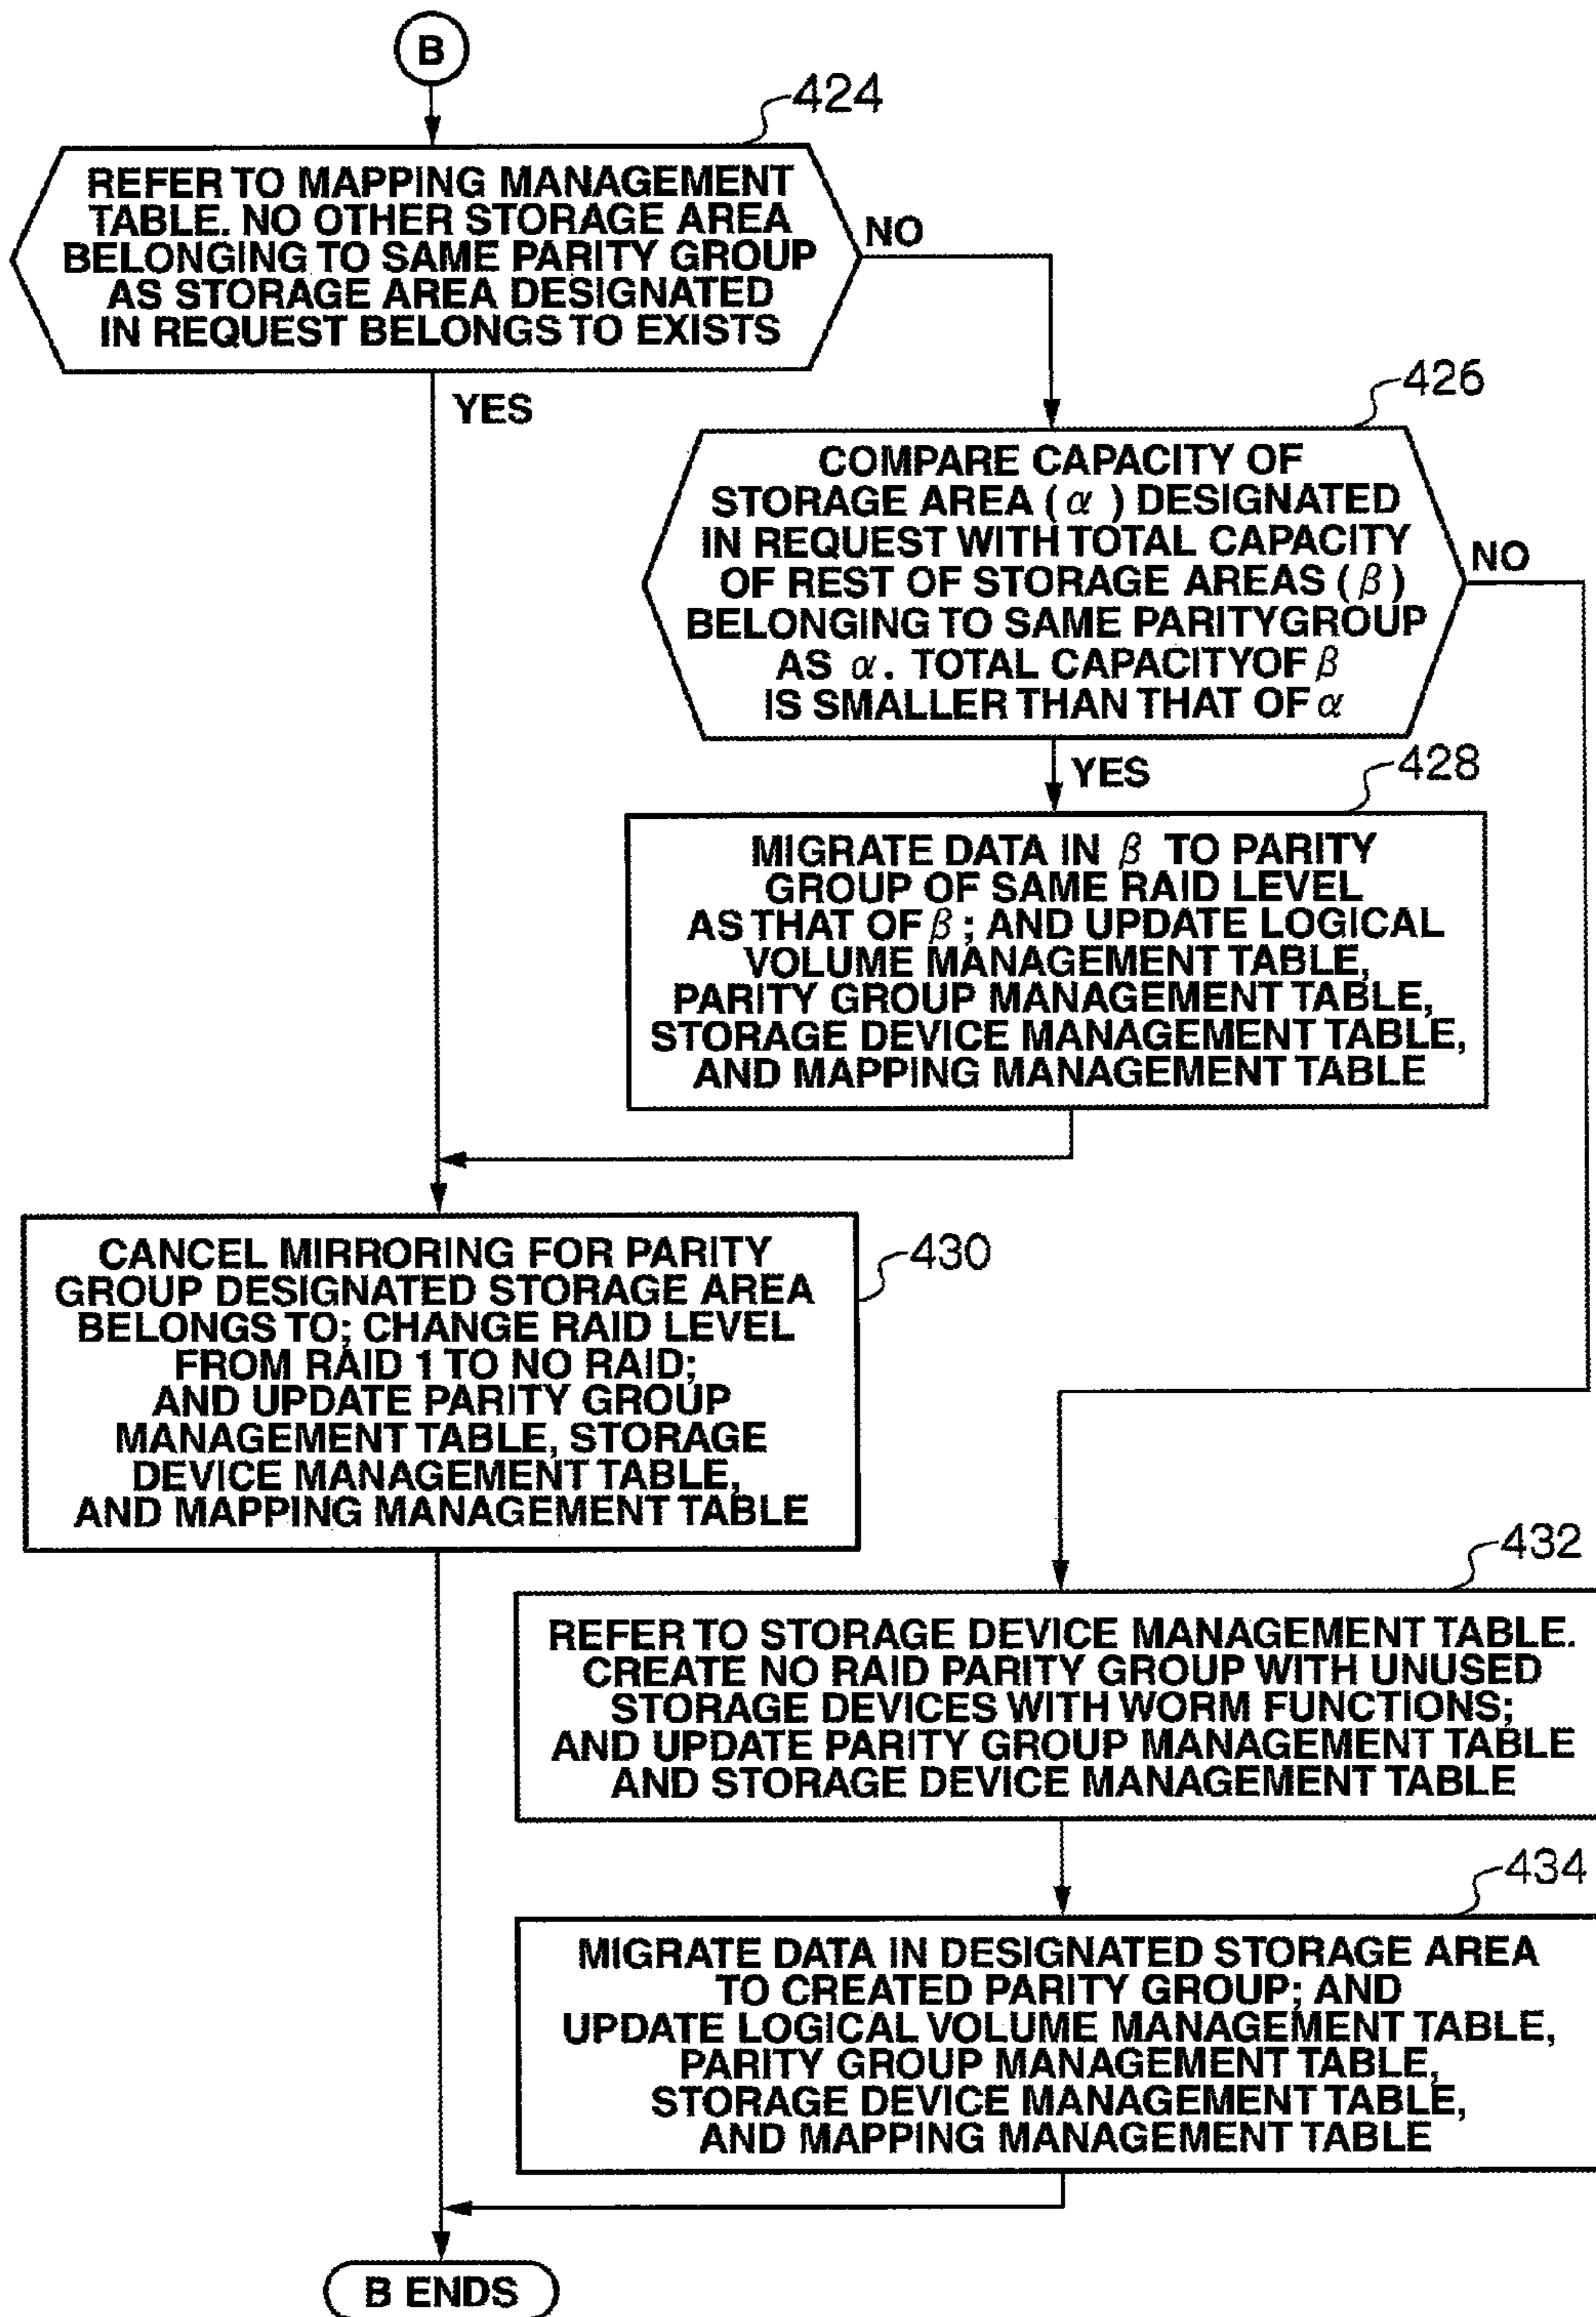 B
424
REFER TO MAPPING MANAGEMENT
TABLE. NO OTHER STORAGE AREA
BELONGING TO SAME PARITY GROUP
AS STORAGE AREA DESIGNATED
IN REQUEST BELONGS TO EXISTS
NO
YES
426
COMPARE CAPACITY OF
STORAGE AREA (α) DESIGNATED
IN REQUEST WITH TOTAL CAPACITY
OF REST OF STORAGE AREAS (β)
BELONGING TO SAME PARITYGROUP
AS α. TOTAL CAPACITYOF β
IS SMALLER THAN THAT OF α
NO
YES
428
MIGRATE DATA IN β TO PARITY
GROUP OF SAME RAID LEVEL
AS THAT OF β; AND UPDATE LOGICAL
VOLUME MANAGEMENT TABLE,
PARITY GROUP MANAGEMENT TABLE,
STORAGE DEVICE MANAGEMENT TABLE,
AND MAPPING MANAGEMENT TABLE
430
CANCEL MIRRORING FOR PARITY
GROUP DESIGNATED STORAGE AREA
BELONGS TO; CHANGE RAID LEVEL
FROM RAID 1 TO NO RAID;
AND UPDATE PARITY GROUP
MANAGEMENT TABLE, STORAGE
DEVICE MANAGEMENT TABLE,
AND MAPPING MANAGEMENT TABLE
432
REFER TO STORAGE DEVICE MANAGEMENT TABLE.
CREATE NO RAID PARITY GROUP WITH UNUSED
STORAGE DEVICES WITH WORM FUNCTIONS;
AND UPDATE PARITY GROUP MANAGEMENT TABLE
AND STORAGE DEVICE MANAGEMENT TABLE
434
MIGRATE DATA IN DESIGNATED STORAGE AREA
TO CREATED PARITY GROUP; AND
UPDATE LOGICAL VOLUME MANAGEMENT TABLE,
PARITY GROUP MANAGEMENT TABLE,
STORAGE DEVICE MANAGEMENT TABLE,
AND MAPPING MANAGEMENT TABLE
B ENDS